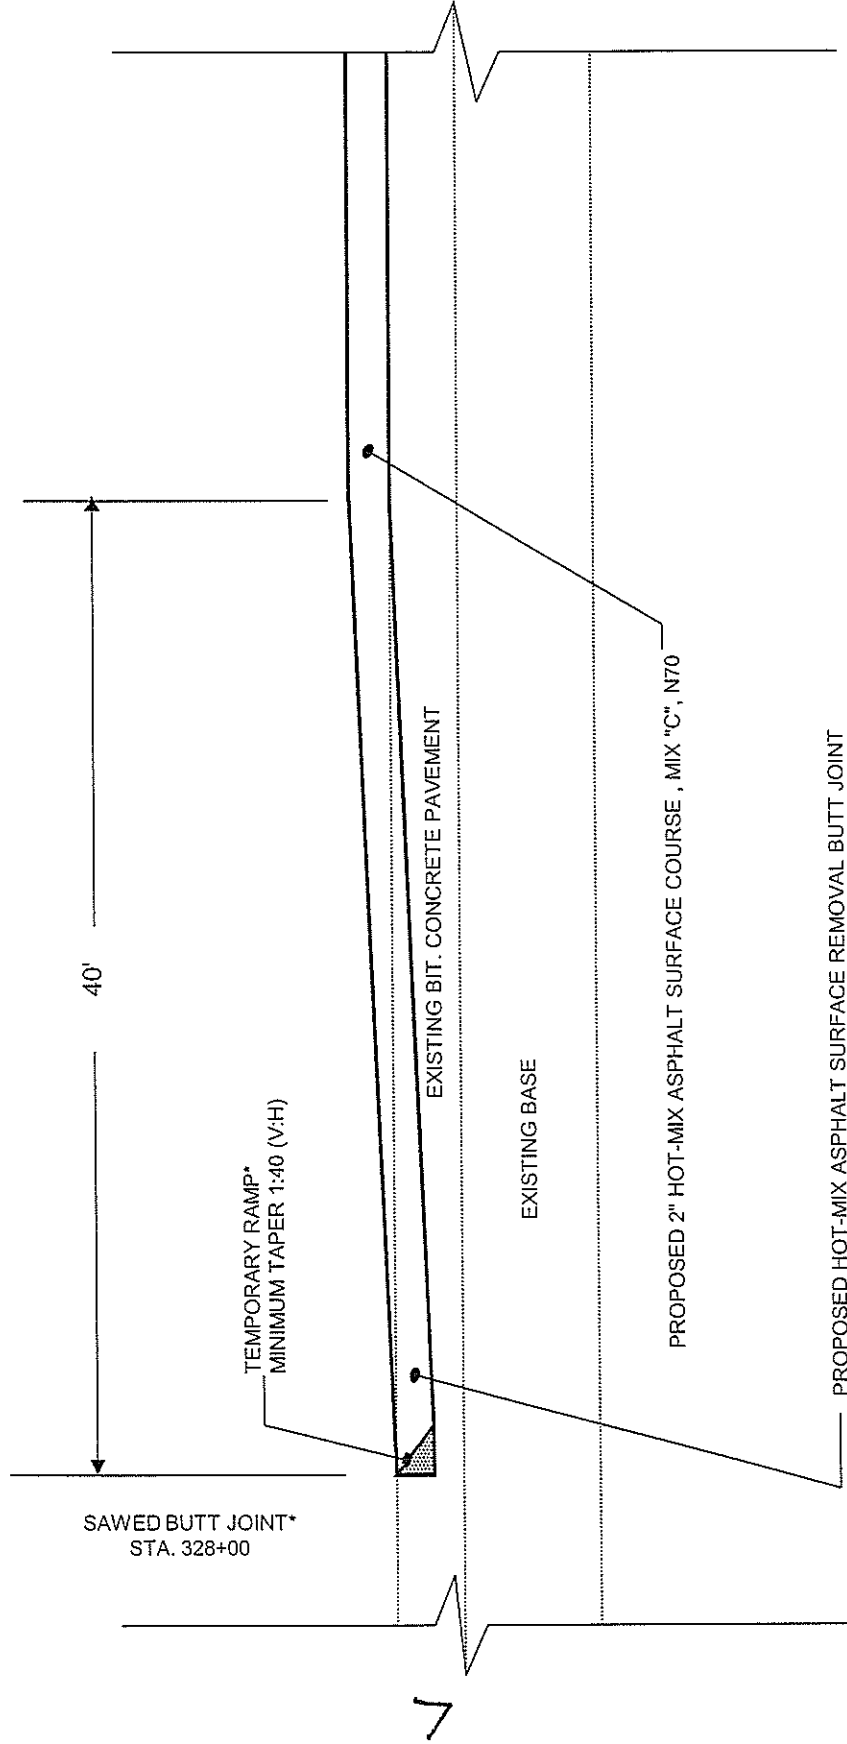 SAWED BUTT JOINT*
STA. 328+00
TEMPORARY RAMP*
MINIMUM TAPER 1:40 (V:H)
40'
EXISTING BIT. CONCRETE PAVEMENT
EXISTING BASE
PROPOSED 2" HOT-MIX ASPHALT SURFACE COURSE , MIX "C", N70
PROPOSED HOT-MIX ASPHALT SURFACE REMOVAL BUTT JOINT
7